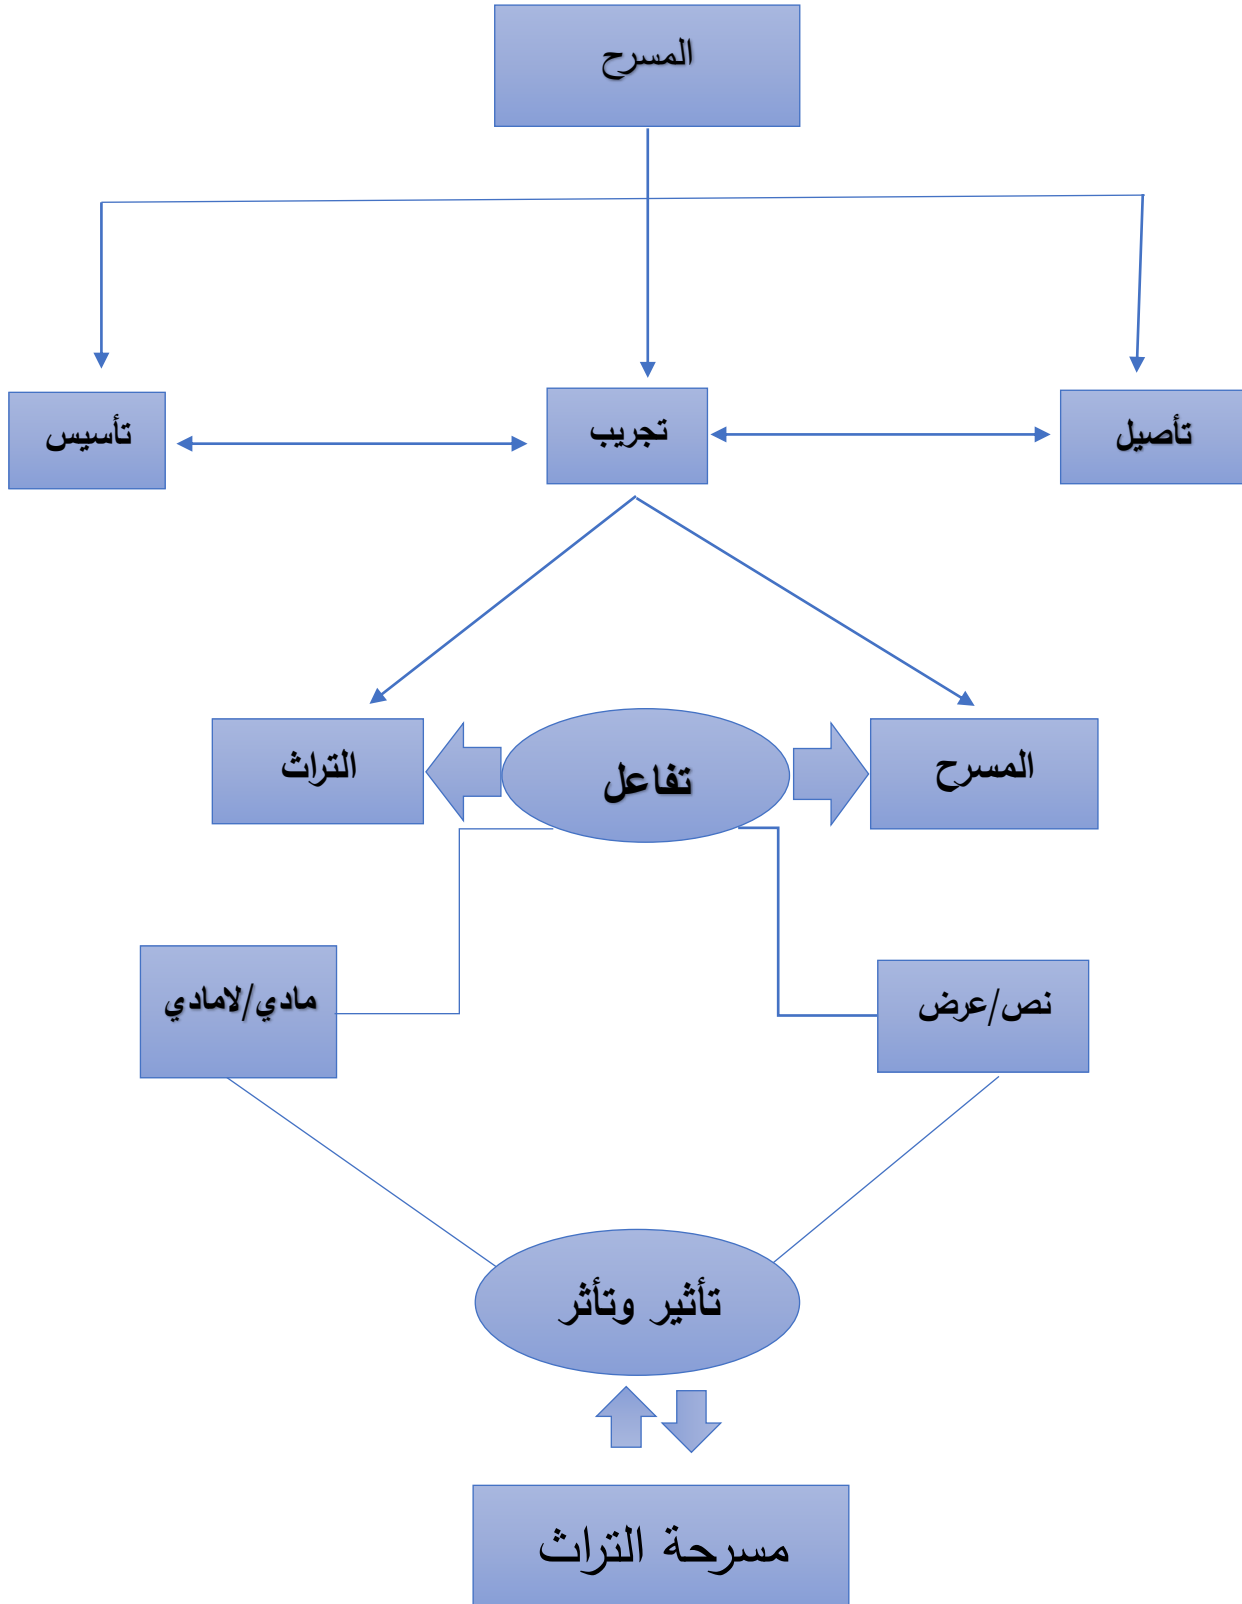 المسرح
تأصيل
تجريب
تأسيس
المسرح
تفاعل
التراث
نص/عرض
مادي/لامادي
تأثير وتأثر
مسرحة التراث